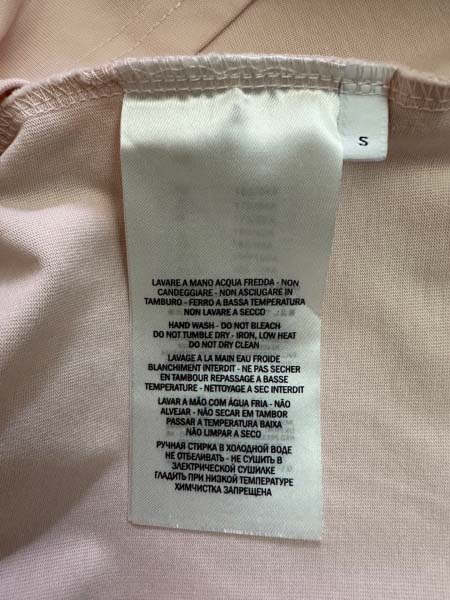 S
LAVARE A MANO ACQUA FREDDA - NON
CANDEGGIARE - NON ASCIUGARE IN
TAMBURO - FERRO A BASSA TEMPERATURA
NON LAVARE A SECCO
HAND WASH - DO NOT BLEACH
DO NOT TUMBLE DRY - IRON, LOW HEAT
DO NOT DRY CLEAN
LAVAGE A LA MAIN EAU FROIDE
BLANCHIMENT INTERDIT - NE PAS SECHER
EN TAMBOUR REPASSAGE A BASSE
TEMPERATURE - NETTOYAGE A SEC INTERDIT
LAVAR A MÃO COM ÁGUA FRIA - NÃO
ALVEJAR - NÃO SECAR EM TAMBOR
PASSAR A TEMPERATURA BAIXA
NÃO LIMPAR A SECO
РУЧНАЯ СТИРКА В ХОЛОДНОЙ ВОДЕ
НЕ ОТБЕЛИВАТЬ - НЕ СУШИТЬ В
ЭЛЕКТРИЧЕСКОЙ СУШИЛКЕ
ГЛАДИТЬ ПРИ НИЗКОЙ ТЕМПЕРАТУРЕ
ХИМЧИСТКА ЗАПРЕЩЕНА